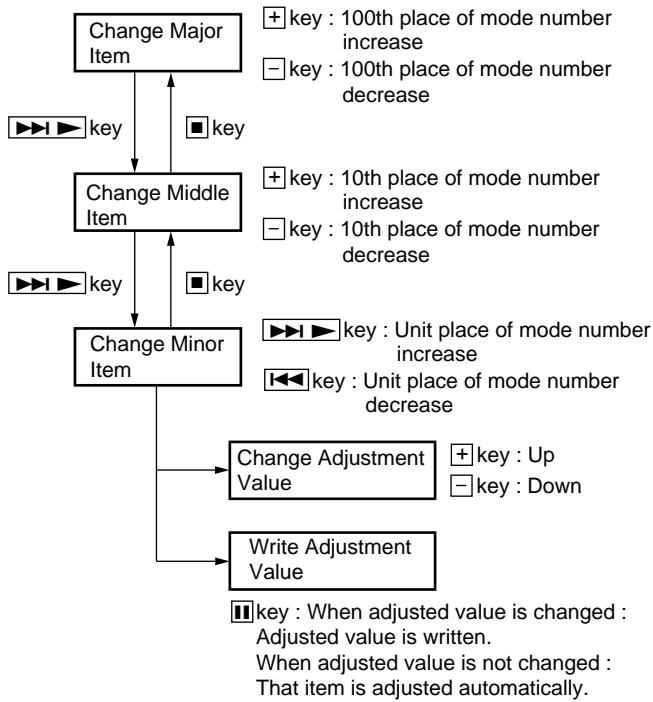 Change Major
Item
+ key : 100th place of mode number
increase
− key : 100th place of mode number
decrease
▶▶I ▶ key
■ key
Change Middle
Item
+ key : 10th place of mode number
increase
− key : 10th place of mode number
decrease
▶▶I ▶ key
■ key
Change Minor
Item
▶▶I ▶ key : Unit place of mode number
increase
I◀◀ key : Unit place of mode number
decrease
Change Adjustment
Value
+ key : Up
− key : Down
Write Adjustment
Value
❚❚ key : When adjusted value is changed :
Adjusted value is written.
When adjusted value is not changed :
That item is adjusted automatically.